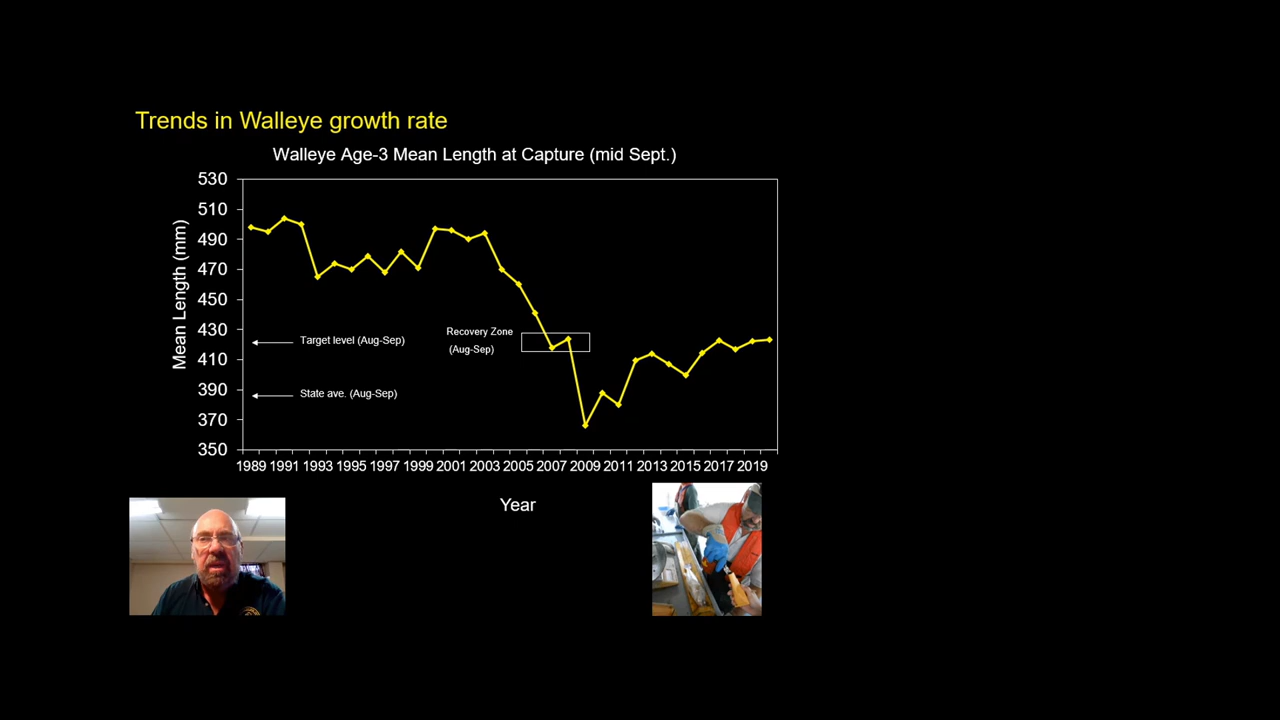 Trends in Walleye growth rate
Walleye Age-3 Mean Length at Capture (mid Sept.)
530
510
490
470
450
430
410
390
370
350
Mean Length (mm)
Target level (Aug-Sep)
State ave. (Aug-Sep)
Recovery Zone
(Aug-Sep)
1989 1991 1993 1995 1997 1999 2001 2003 2005 2007 2009 2011 2013 2015 2017 2019
Year